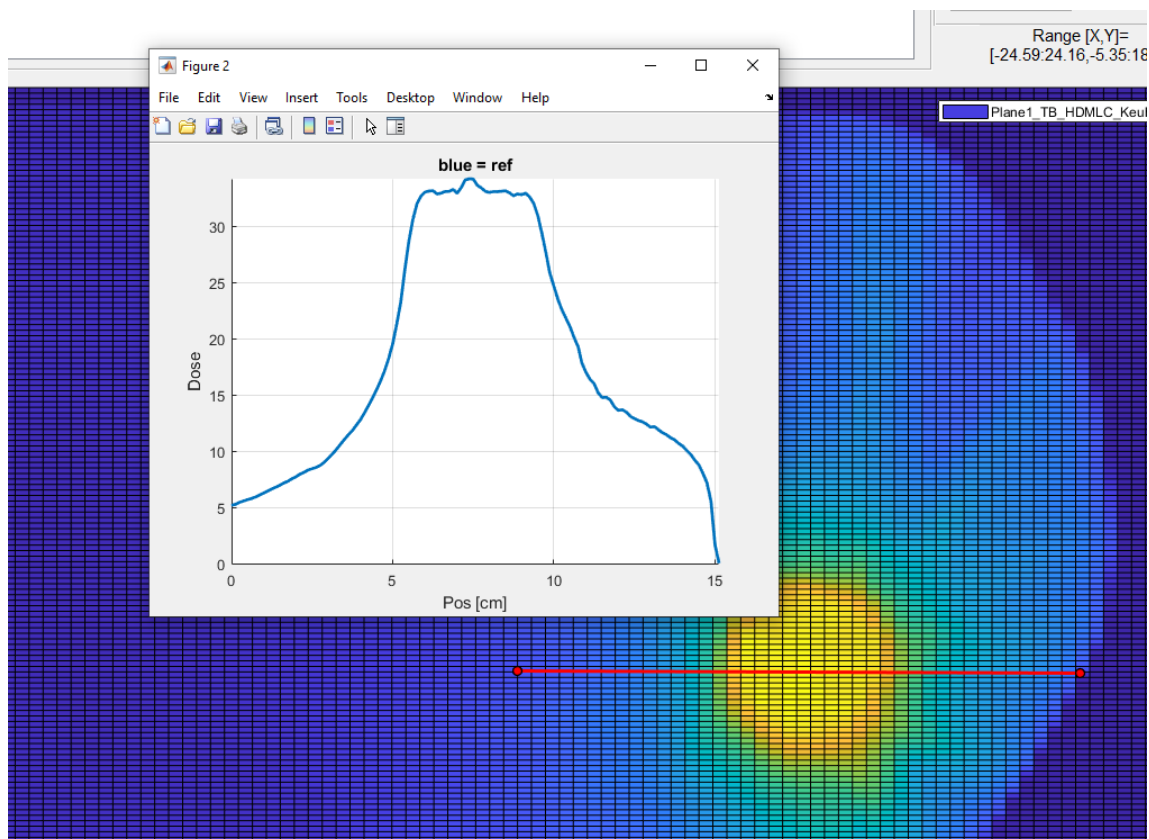 Range [X,Y]=
[-24.59:24.16,-5.35:18
Figure 2
File Edit View Insert Tools Desktop Window Help
Plane1_TB_HDMLC_Keul
blue = ref
30
25
20
15
10
5
0
Dose
0 5 10 15
Pos [cm]